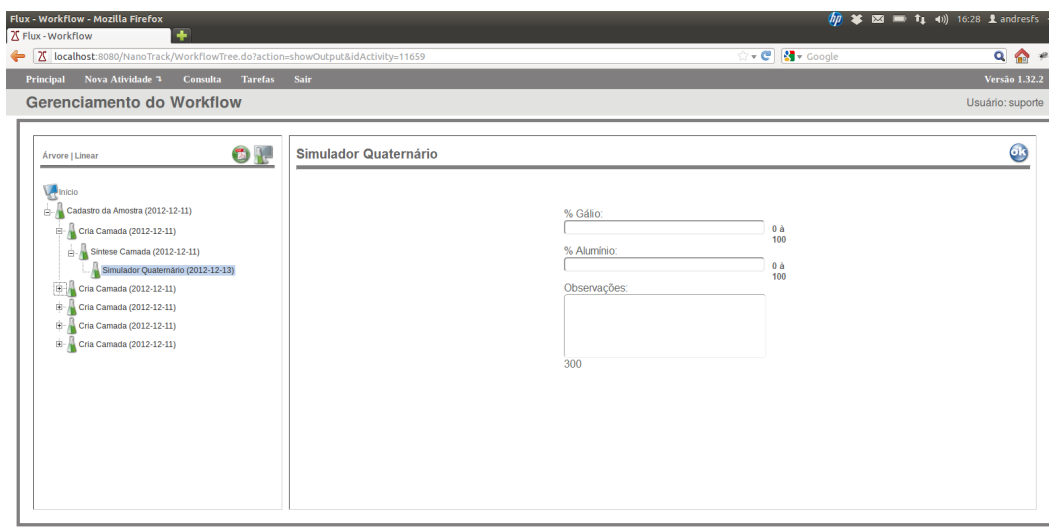 Flux - Workflow - Mozilla Firefox
hp
16:28 andresfs
Flux - Workflow
localhost:8080/NanoTrack/WorkflowTree.do?action=showOutput&idActivity=11659
Google
Principal Nova Atividade Consulta Tarefas Sair Versão 1.32.2
Gerenciamento do Workflow Usuário: suporte
Árvore | Linear
Início
Cadastro da Amostra (2012-12-11)
Cria Camada (2012-12-11)
Síntese Camada (2012-12-11)
Simulador Quaternário (2012-12-13)
Cria Camada (2012-12-11)
Cria Camada (2012-12-11)
Cria Camada (2012-12-11)
Cria Camada (2012-12-11)
Simulador Quaternário
ok
% Gálio:
0 à
100
% Alumínio:
0 à
100
Observações:
300